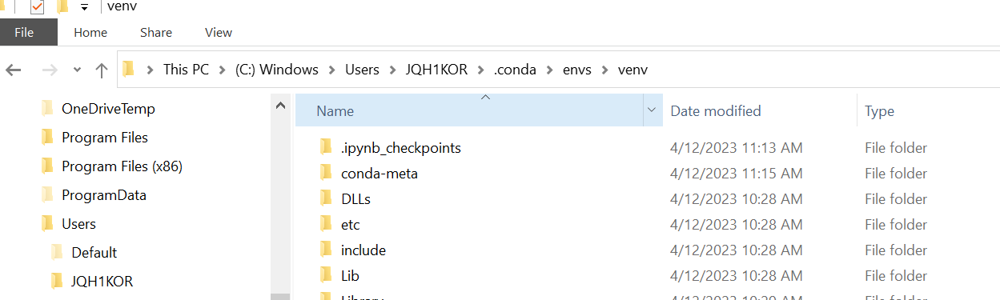 venv
File Home Share View
This PC (C:) Windows Users JQH1KOR .conda envs venv
OneDriveTemp
Program Files
Program Files (x86)
ProgramData
Users
Default
JQH1KOR
Name Date modified Type
.ipynb_checkpoints 4/12/2023 11:13 AM File folder
conda-meta 4/12/2023 11:15 AM File folder
DLLs 4/12/2023 10:28 AM File folder
etc 4/12/2023 10:28 AM File folder
include 4/12/2023 10:28 AM File folder
Lib 4/12/2023 10:28 AM File folder